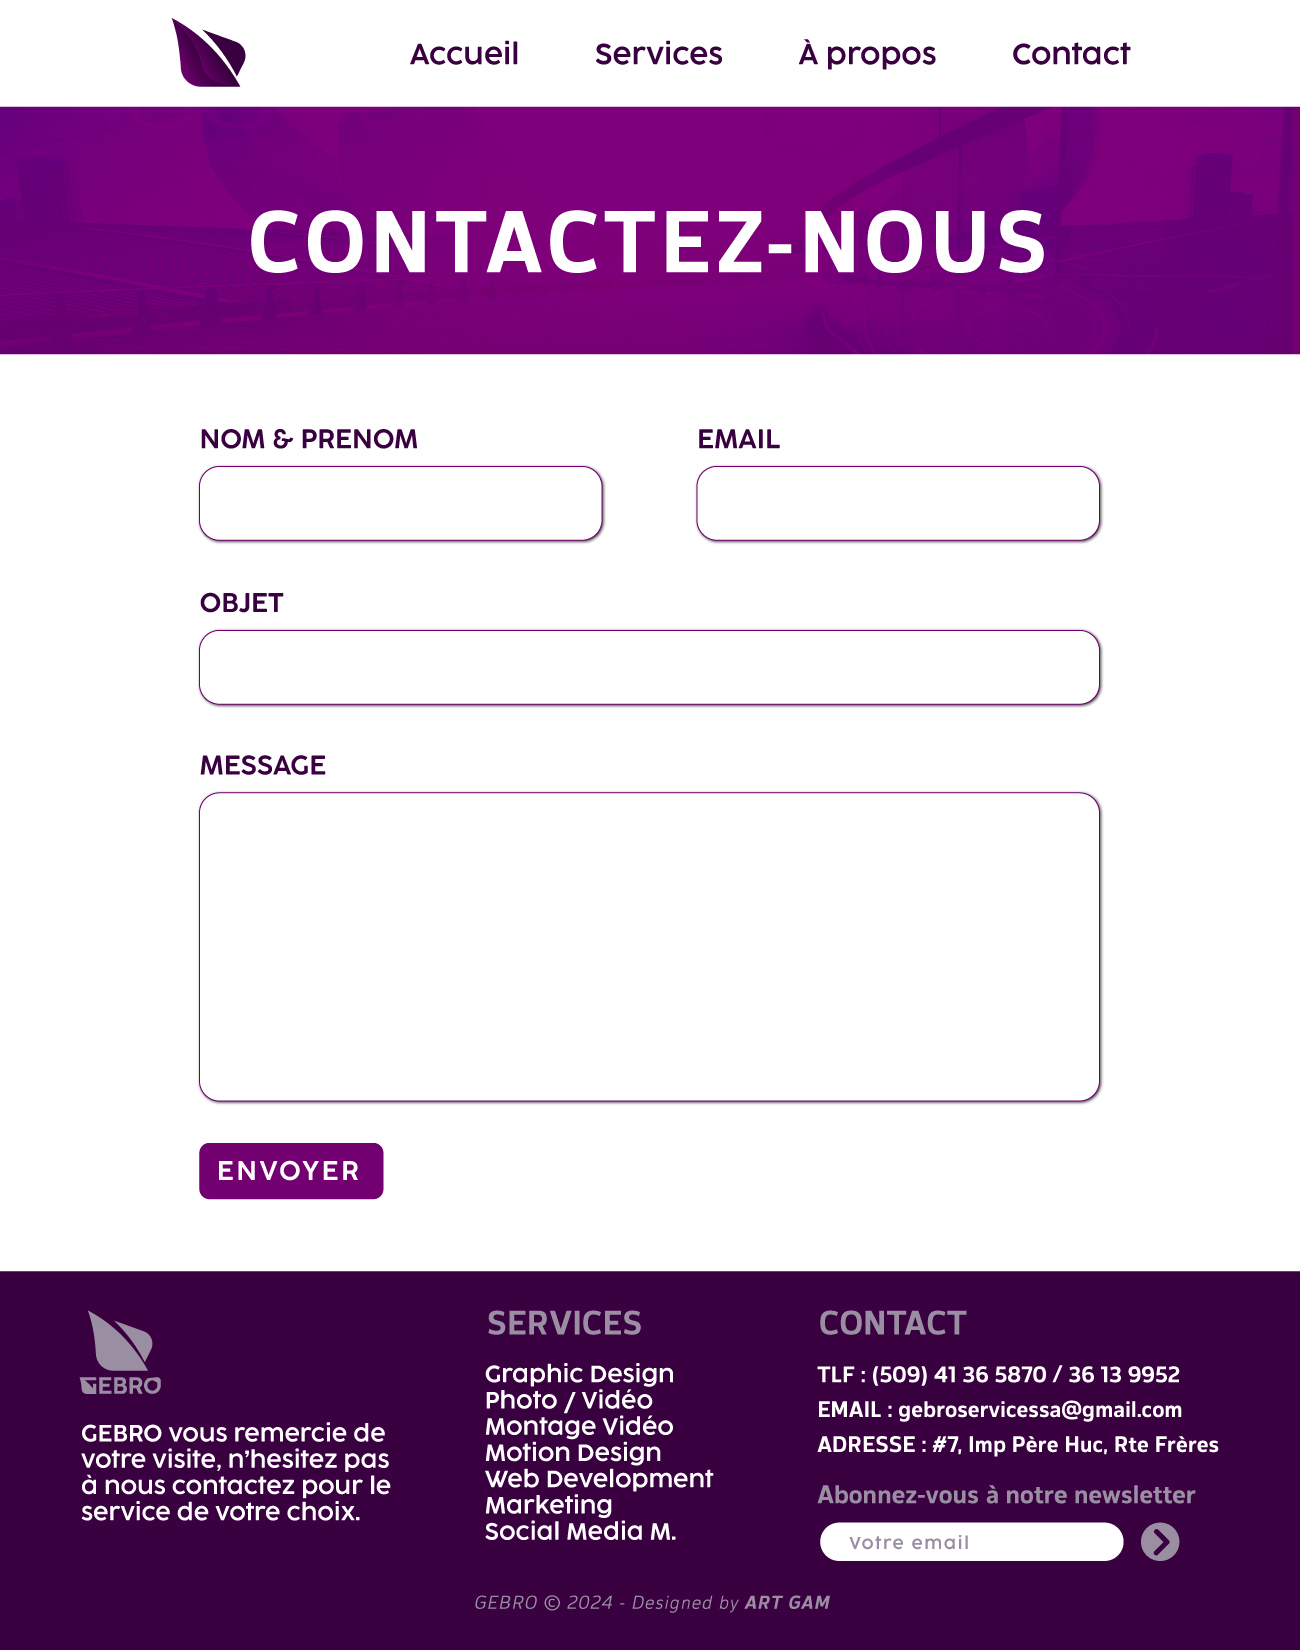 Accueil Services À propos Contact
CONTACTEZ-NOUS
NOM & PRENOM
EMAIL
OBJET
MESSAGE
ENVOYER
GEBRO
GEBRO vous remercie de
votre visite, n’hesitez pas
à nous contactez pour le
service de votre choix.
SERVICES
Graphic Design
Photo / Vidéo
Montage Vidéo
Motion Design
Web Development
Marketing
Social Media M.
CONTACT
TLF : (509) 41 36 5870 / 36 13 9952
EMAIL : gebroservicessa@gmail.com
ADRESSE : #7, Imp Père Huc, Rte Frères
Abonnez-vous à notre newsletter
Votre email
GEBRO © 2024 - Designed by ART GAM